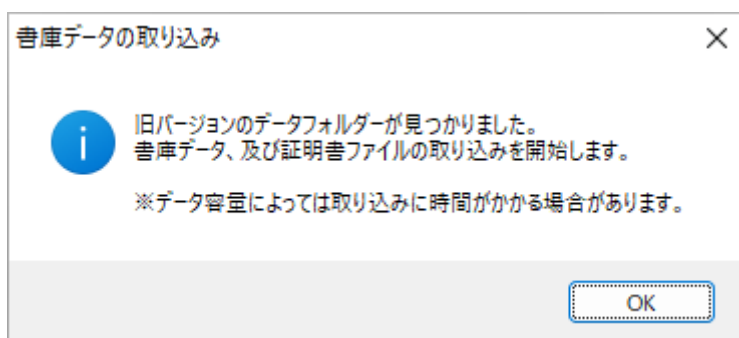 書庫データの取り込み
旧バージョンのデータフォルダーが見つかりました。
書庫データ、及び証明書ファイルの取り込みを開始します。
※データ容量によっては取り込みに時間がかかる場合があります。
OK